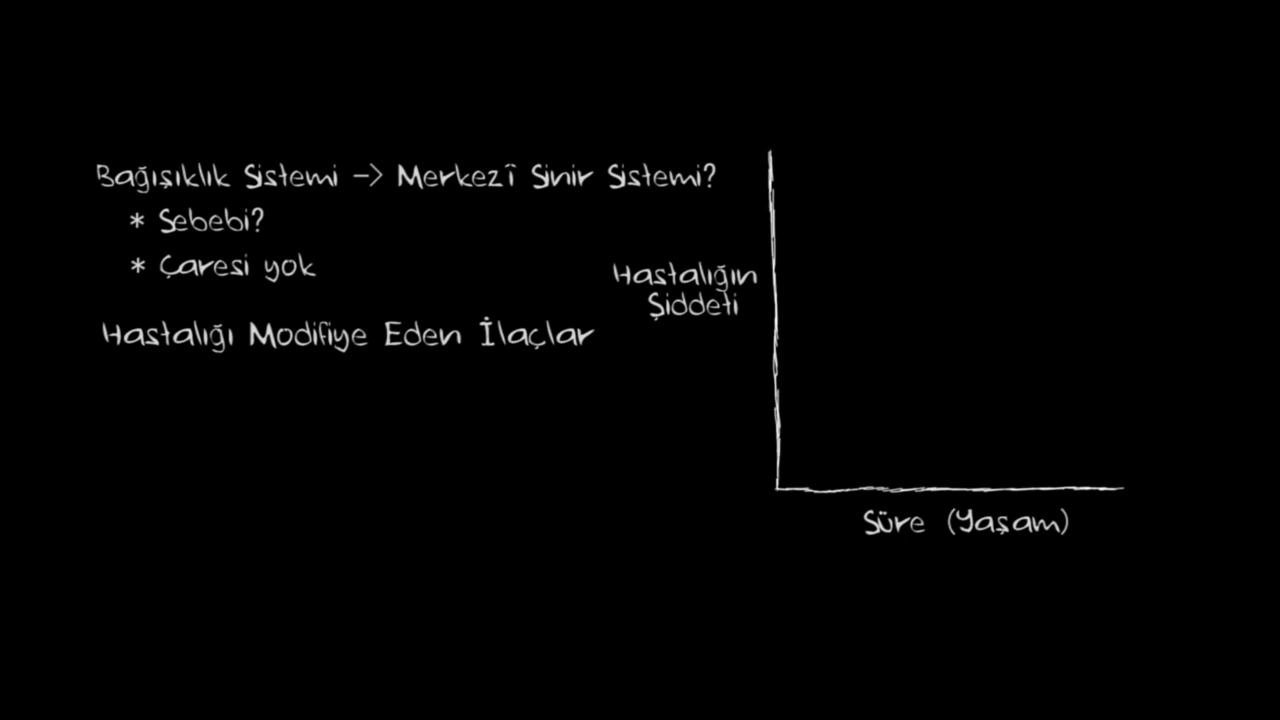 Bağışıklık Sistemi -> Merkezî Sinir Sistemi?
* Sebebi?
* Çaresi yok
Hastalığı Modifiye Eden İlaçlar
Hastalığın
Şiddeti
Süre (Yaşam)